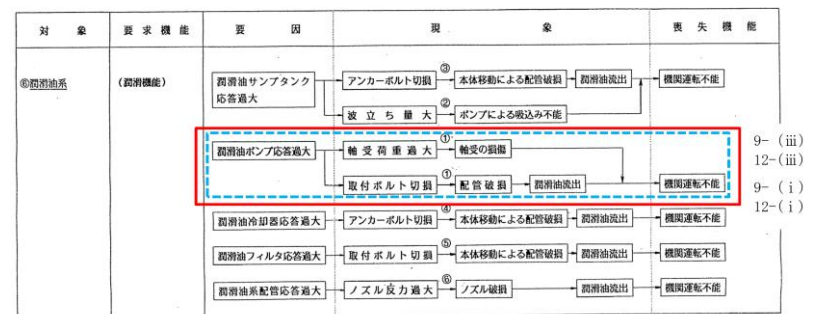 対象 要求機能 要因 現象 喪失機能
⑥潤滑油系 (潤滑機能) 潤滑油サンプタンク応答過大 アンカーボルト切損 ③ 本体移動による配管破損 潤滑油流出 機関運転不能
波立ち量大 ② ポンプによる吸込み不能
潤滑油ポンプ応答過大 軸受荷重過大 ① 軸受の損傷
9-(ⅲ)
12-(ⅲ)
取付ボルト切損 ① 配管破損 潤滑油流出 機関運転不能
9-(ⅰ)
12-(ⅰ)
潤滑油冷却器応答過大 アンカーボルト切損 ④ 本体移動による配管破損 潤滑油流出 機関運転不能
潤滑油フィルタ応答過大 取付ボルト切損 ⑤ 本体移動による配管破損 潤滑油流出 機関運転不能
潤滑油系配管応答過大 ノズル反力過大 ⑥ ノズル破損 潤滑油流出 機関運転不能